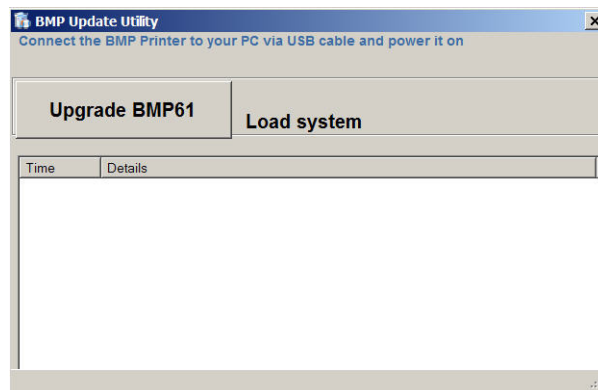 BMP Update Utility
Connect the BMP Printer to your PC via USB cable and power it on
Upgrade BMP61
Load system
Time Details